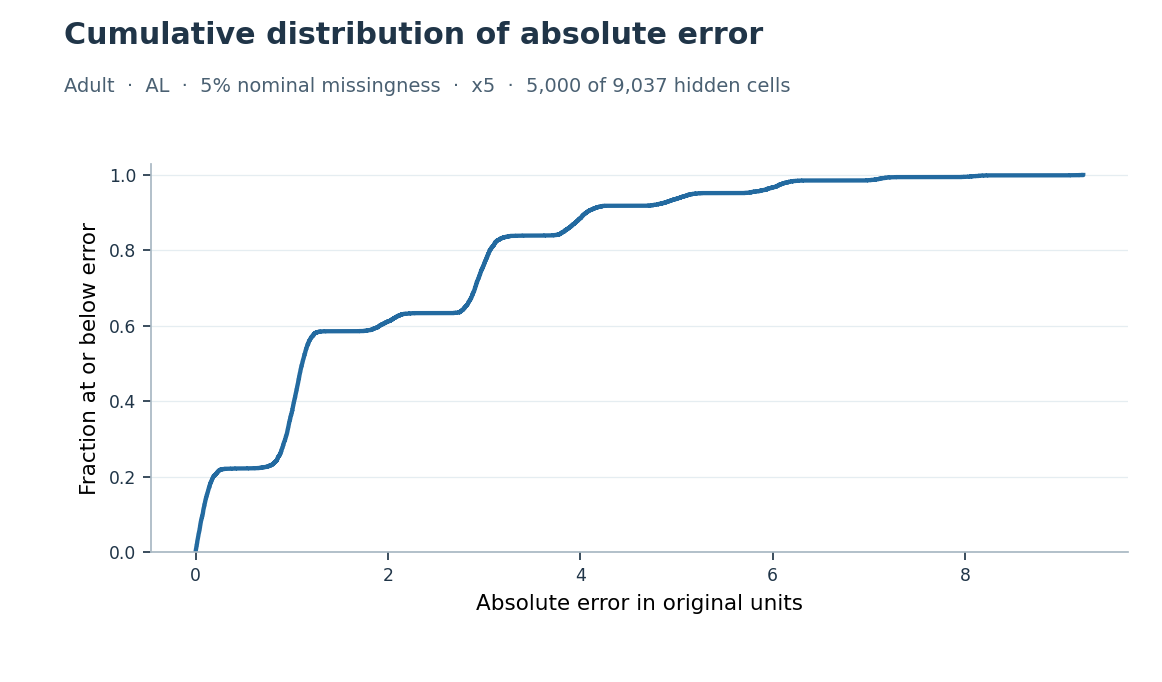 Cumulative distribution of absolute error
Adult · AL · 5% nominal missingness · x5 · 5,000 of 9,037 hidden cells
Fraction at or below error
1.0
0.8
0.6
0.4
0.2
0.0
0 2 4 6 8
Absolute error in original units